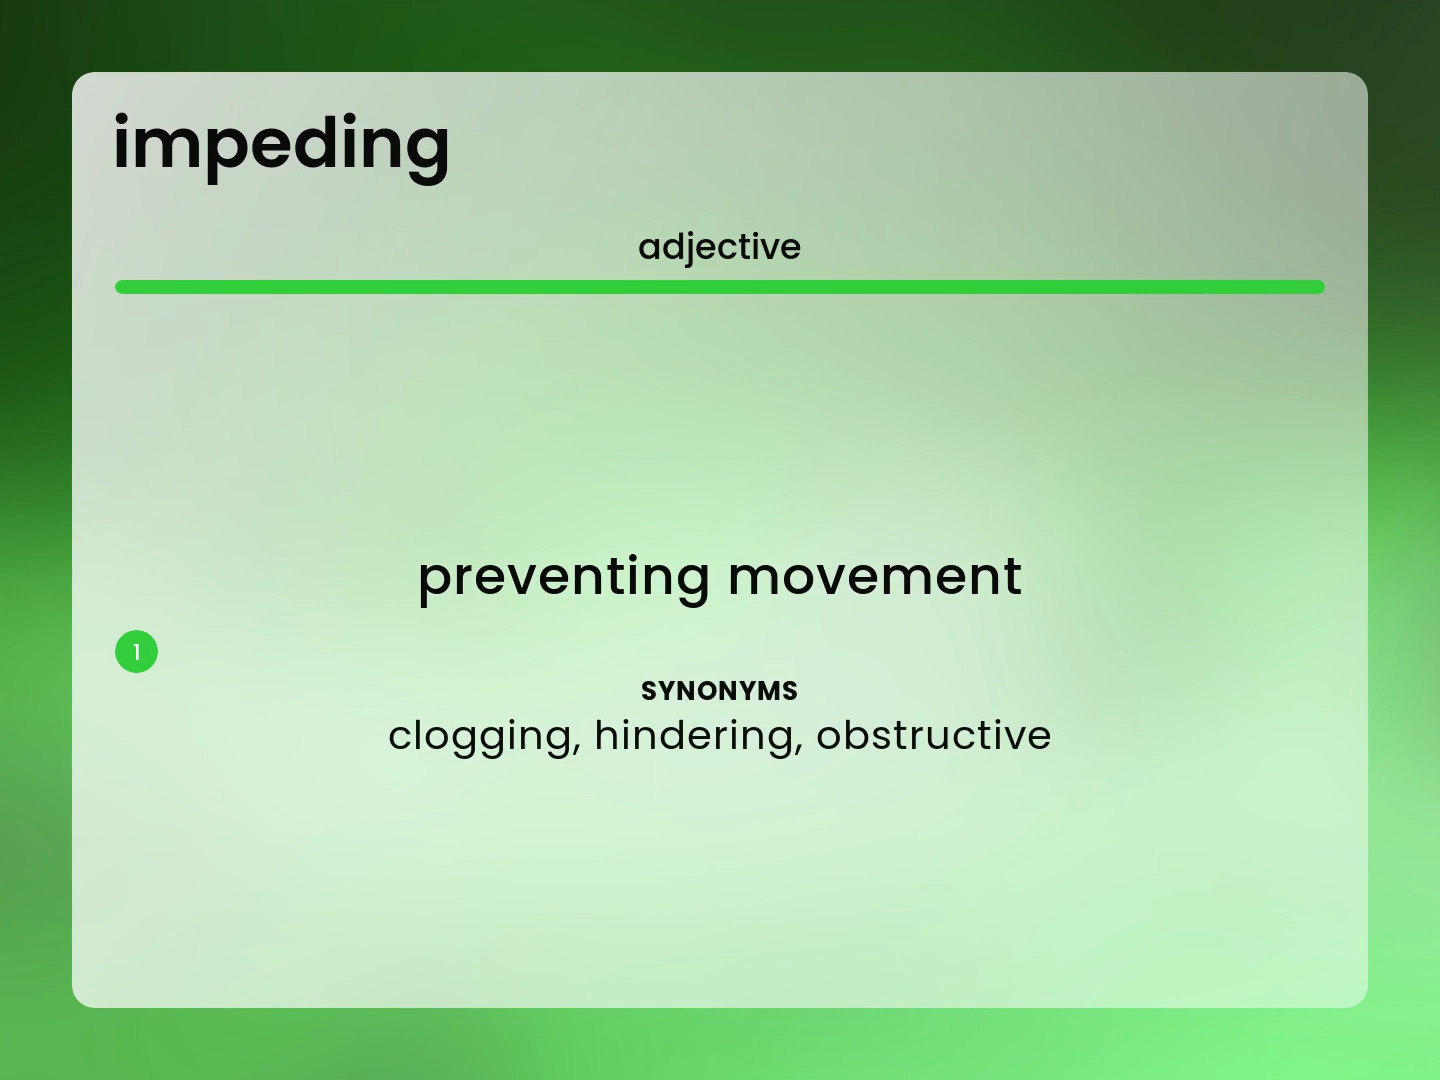 impeding
adjective
preventing movement
1
SYNONYMS
clogging, hindering, obstructive